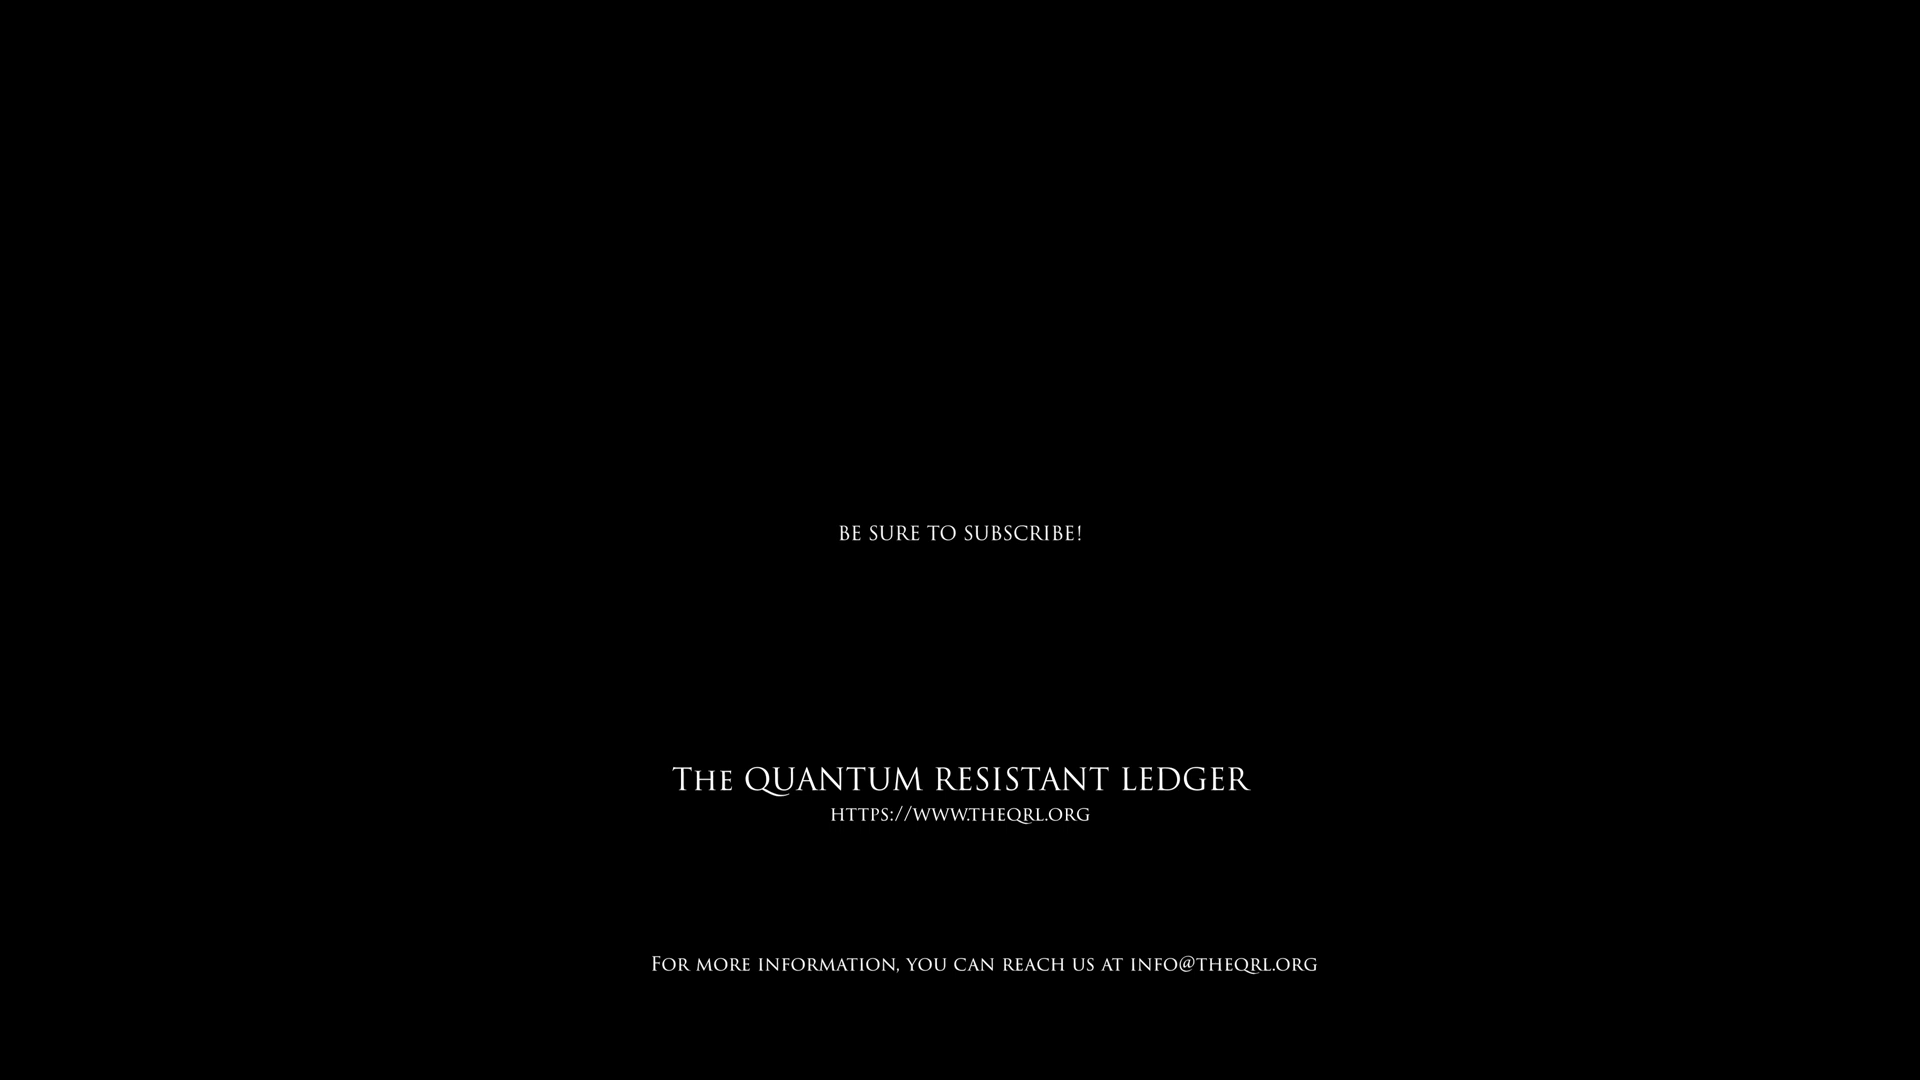 BE SURE TO SUBSCRIBE!
The QUANTUM RESISTANT LEDGER
HTTPS://WWW.THEQRL.ORG
For more information, you can reach us at info@theqrl.org